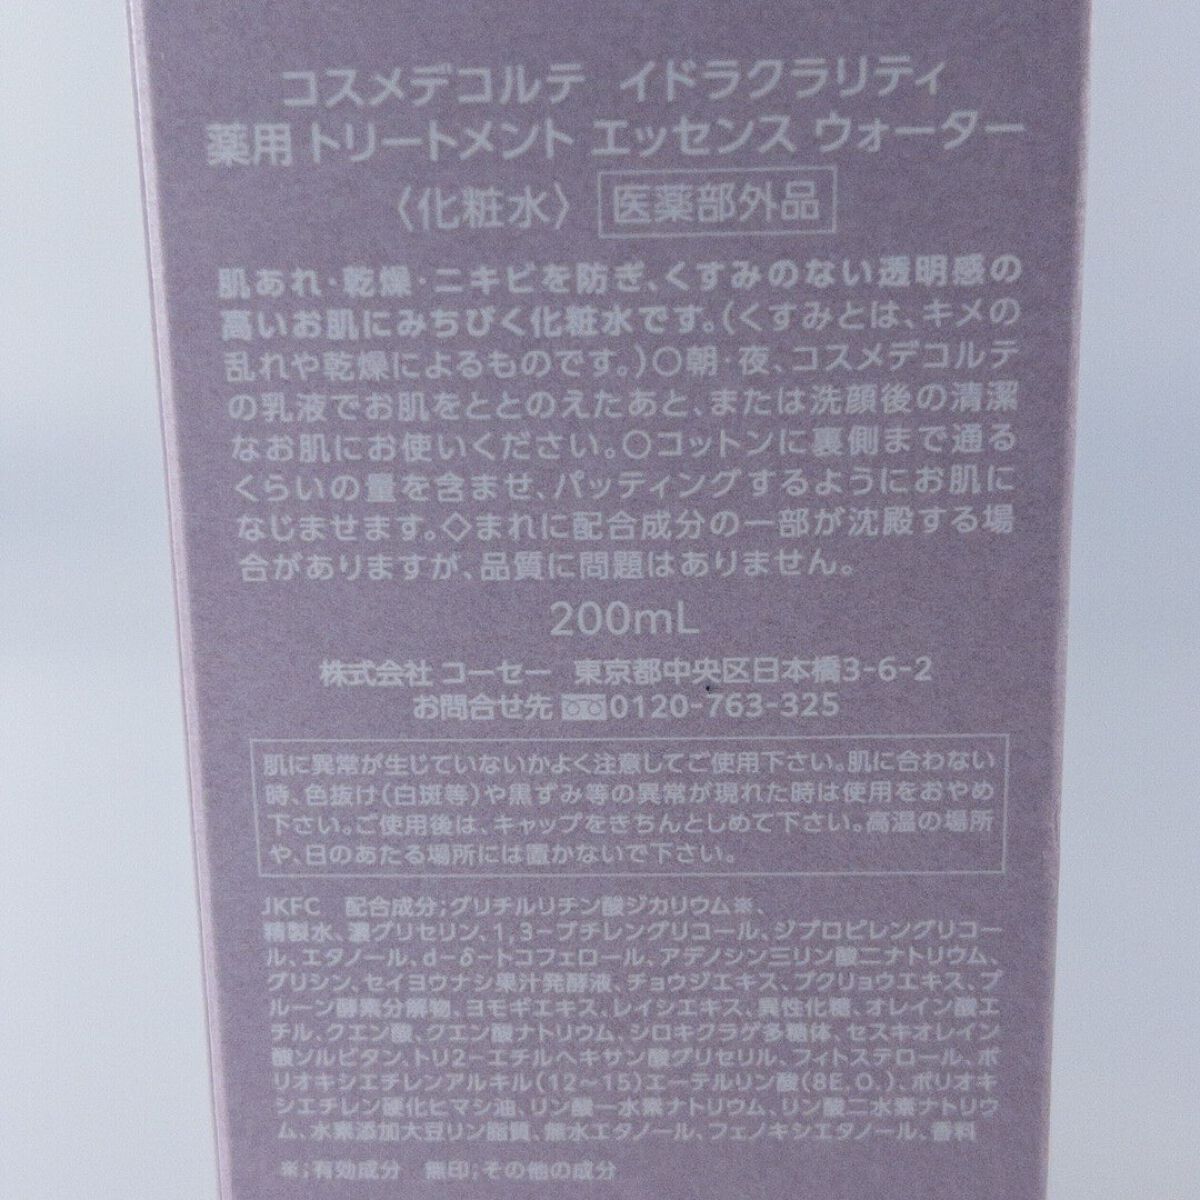 コスメデコルテ イドラクラリティ
薬用 トリートメント エッセンス ウォーター
〈化粧水〉 医薬部外品
肌あれ・乾燥・ニキビを防ぎ、くすみのない透明感の
高いお肌にみちびく化粧水です。(くすみとは、キメの
乱れや乾燥によるものです。)○朝・夜、コスメデコルテ
の乳液でお肌をととのえたあと、または洗顔後の清潔
なお肌にお使いください。○コットンに裏側まで通る
くらいの量を含ませ、パッティングするようにお肌に
なじませます。◇まれに配合成分の一部が沈殿する場
合がありますが、品質に問題はありません。
200mL
株式会社 コーセー 東京都中央区日本橋3-6-2
お問合せ先 0120-763-325
肌に異常が生じていないかよく注意してご使用下さい。肌に合わない
時、色抜け(白斑等)や黒ずみ等の異常が現れた時は使用をおやめ
下さい。ご使用後は、キャップをきちんとしめて下さい。高温の場所
や、日のあたる場所には置かないで下さい。
JKFC 配合成分;グリチルリチン酸ジカリウム※、
精製水、濃グリセリン、1,3-ブチレングリコール、ジプロピレングリコー
ル、エタノール、d-δ-トコフェロール、アデノシン三リン酸二ナトリウム、
グリシン、セイヨウナシ果汁発酵液、チョウジエキス、ブクリョウエキス、プ
ルーン酵素分解物、ヨモギエキス、レイシエキス、異性化糖、オレイン酸エ
チル、クエン酸、クエン酸ナトリウム、シロキクラゲ多糖体、セスキオレイン
酸ソルビタン、トリ2-エチルヘキサン酸グリセリル、フィトステロール、ポ
リオキシエチレンアルキル(12~15)エーテルリン酸(8E.O.)、ポリオキ
シエチレン硬化ヒマシ油、リン酸一水素ナトリウム、リン酸二水素ナトリウ
ム、水素添加大豆リン脂質、無水エタノール、フェノキシエタノール、香料
※;有効成分 無印;その他の成分